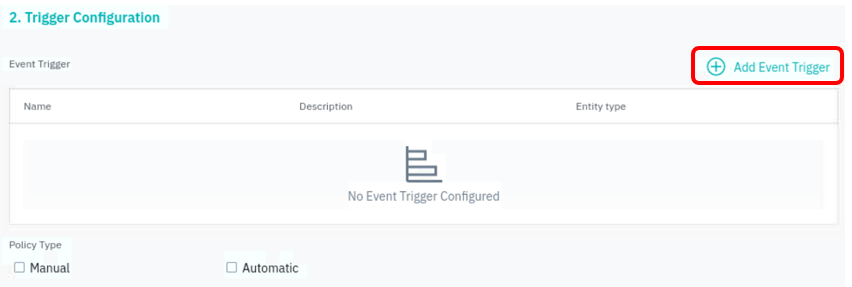 2. Trigger Configuration
Event Trigger
Add Event Trigger
Name Description Entity type
No Event Trigger Configured
Policy Type
Manual Automatic